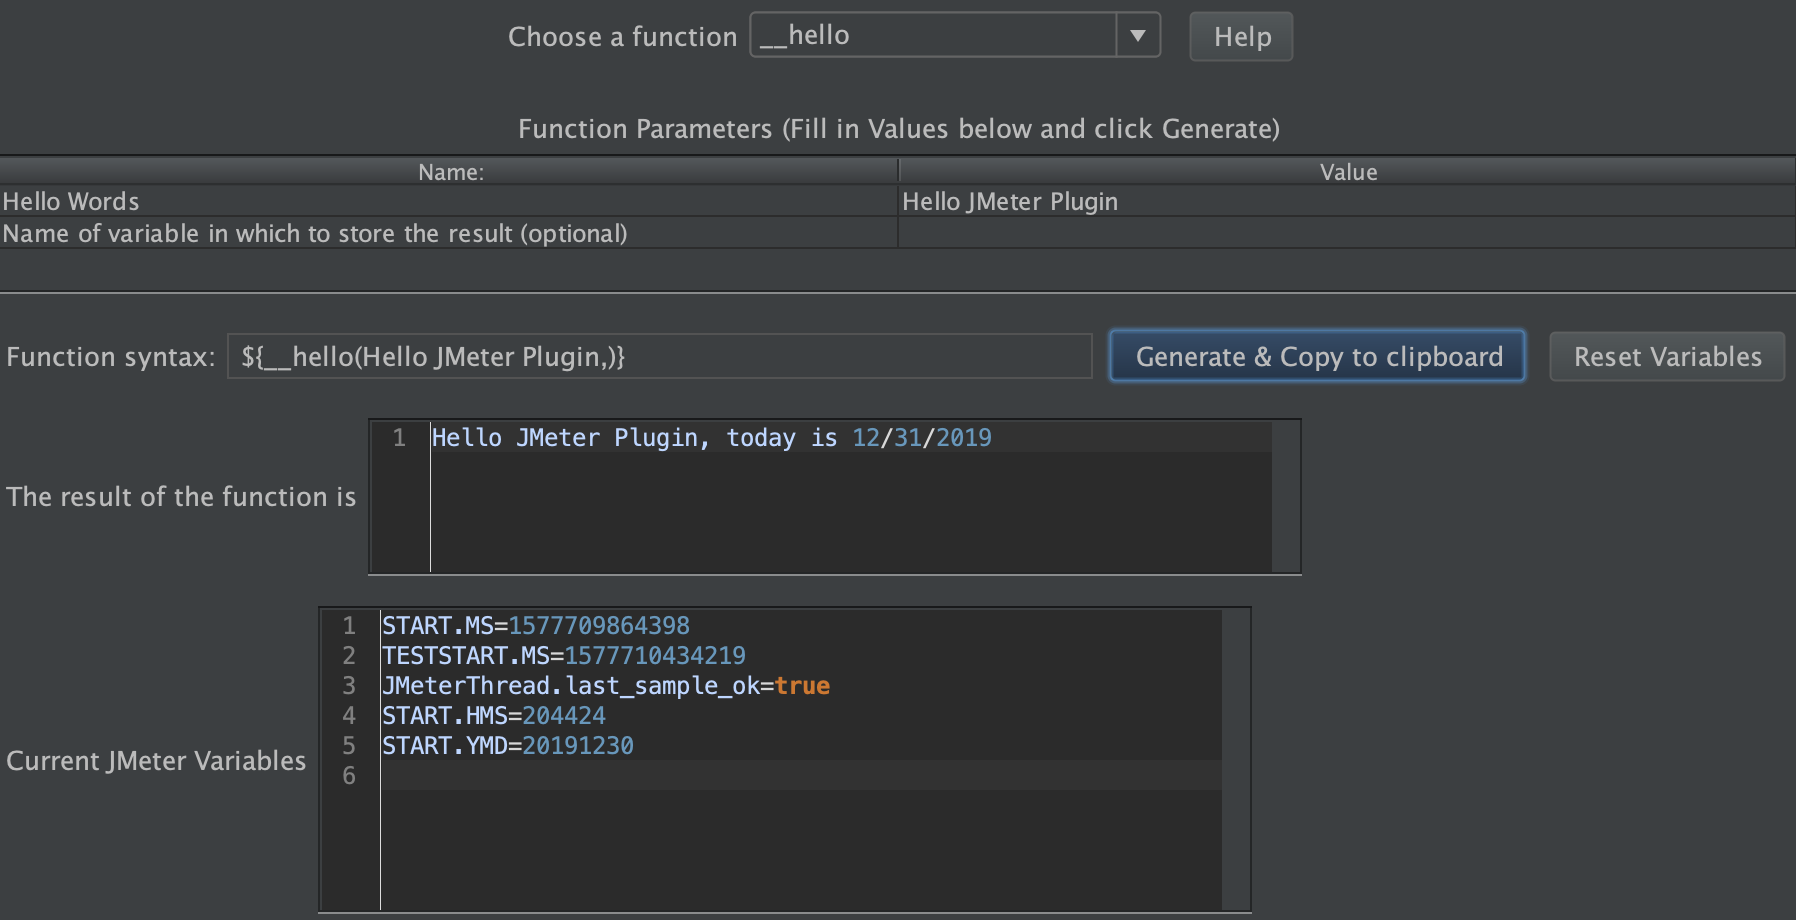 Choose a function __hello Help
Function Parameters (Fill in Values below and click Generate)
Name: Value
Hello Words Hello JMeter Plugin
Name of variable in which to store the result (optional)
Function syntax: ${__hello(Hello JMeter Plugin,)} Generate & Copy to clipboard Reset Variables
1 Hello JMeter Plugin, today is 12/31/2019
The result of the function is
1 START.MS=1577709864398
2 TESTSTART.MS=1577710434219
3 JMeterThread.last_sample_ok=true
4 START.HMS=204424
5 START.YMD=20191230
Current JMeter Variables
6